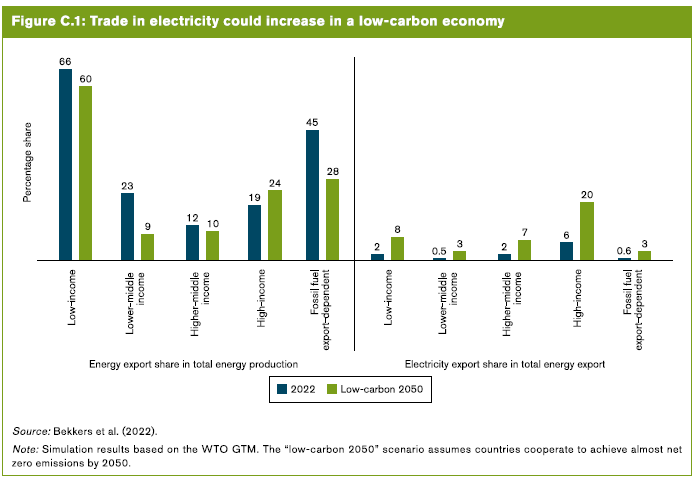 Figure C.1: Trade in electricity could increase in a low-carbon economy
Percentage share
66
60
23
9
12
10
19
24
45
28
2
8
0.5
3
2
7
6
20
0.6
3
Low-income
Lower-middle
income
Higher-middle
income
High-income
Fossil fuel
export-dependent
Low-income
Lower-middle
income
Higher-middle
income
High-income
Fossil fuel
export-dependent
Energy export share in total energy production
Electricity export share in total energy export
2022
Low-carbon 2050
Source: Bekkers et al. (2022).
Note: Simulation results based on the WTO GTM. The “low-carbon 2050” scenario assumes countries cooperate to achieve almost net
zero emissions by 2050.